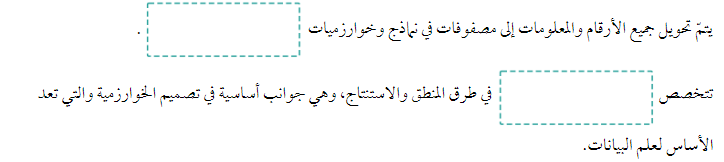 يتمّ تحويل جميع الأرقام والمعلومات إلى مصفوفات في نماذج وخوارزميات .
تتخصص في طرق المنطق والاستنتاج، وهي جوانب أساسية في تصميم الخوارزمية والتي تعد
الأساس لعلم البيانات.